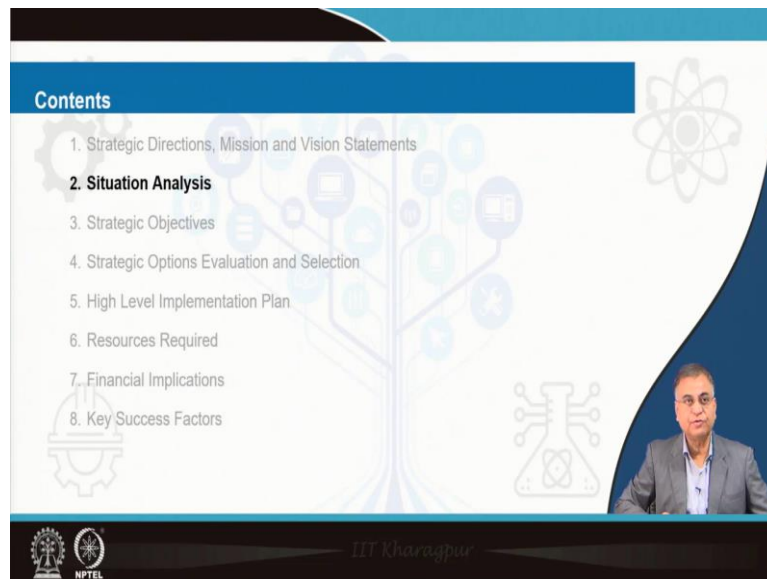 Contents
1. Strategic Directions, Mission and Vision Statements
2. Situation Analysis
3. Strategic Objectives
4. Strategic Options Evaluation and Selection
5. High Level Implementation Plan
6. Resources Required
7. Financial Implications
8. Key Success Factors
IIT Kharagpur
NPTEL